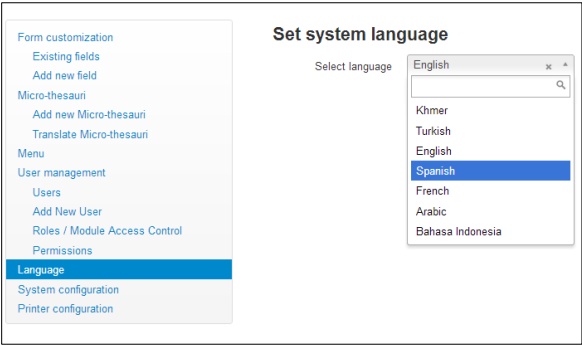 Form customization
Existing fields
Add new field
Micro-thesauri
Add new Micro-thesauri
Translate Micro-thesauri
Menu
User management
Users
Add New User
Roles / Module Access Control
Permissions
Language
System configuration
Printer configuration
Set system language
Select language
English
Khmer
Turkish
English
Spanish
French
Arabic
Bahasa Indonesia